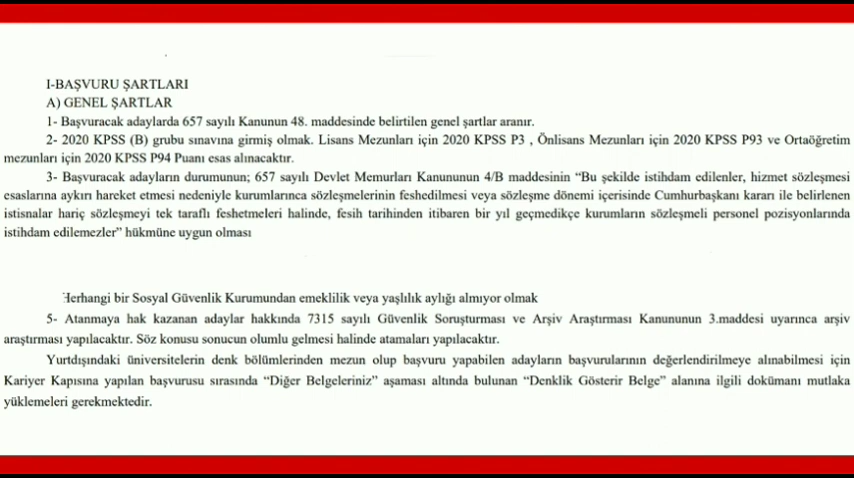 I-BAŞVURU ŞARTLARI
A) GENEL ŞARTLAR
1- Başvuracak adaylarda 657 sayılı Kanunun 48. maddesinde belirtilen genel şartlar aranır.
2- 2020 KPSS (B) grubu sınavına girmiş olmak. Lisans Mezunları için 2020 KPSS P3 , Önlisans Mezunları için 2020 KPSS P93 ve Ortaöğretim
mezunları için 2020 KPSS P94 Puanı esas alınacaktır.
3- Başvuracak adayların durumunun; 657 sayılı Devlet Memurları Kanununun 4/B maddesinin “Bu şekilde istihdam edilenler, hizmet sözleşmesi
esaslarına aykırı hareket etmesi nedeniyle kurumlarınca sözleşmelerinin feshedilmesi veya sözleşme dönemi içerisinde Cumhurbaşkanı kararı ile belirlenen
istisnalar hariç sözleşmeyi tek taraflı feshetmeleri halinde, fesih tarihinden itibaren bir yıl geçmedikçe kurumların sözleşmeli personel pozisyonlarında
istihdam edilemezler” hükmüne uygun olması
Herhangi bir Sosyal Güvenlik Kurumundan emeklilik veya yaşlılık aylığı almıyor olmak
5- Atanmaya hak kazanan adaylar hakkında 7315 sayılı Güvenlik Soruşturması ve Arşiv Araştırması Kanununun 3.maddesi uyarınca arşiv
araştırması yapılacaktır. Söz konusu sonucun olumlu gelmesi halinde atamaları yapılacaktır.
Yurtdışındaki üniversitelerin denk bölümlerinden mezun olup başvuru yapabilen adayların başvurularının değerlendirilmeye alınabilmesi için
Kariyer Kapısına yapılan başvurusu sırasında “Diğer Belgeleriniz” aşaması altında bulunan “Denklik Gösterir Belge” alanına ilgili dokümanı mutlaka
yüklemeleri gerekmektedir.